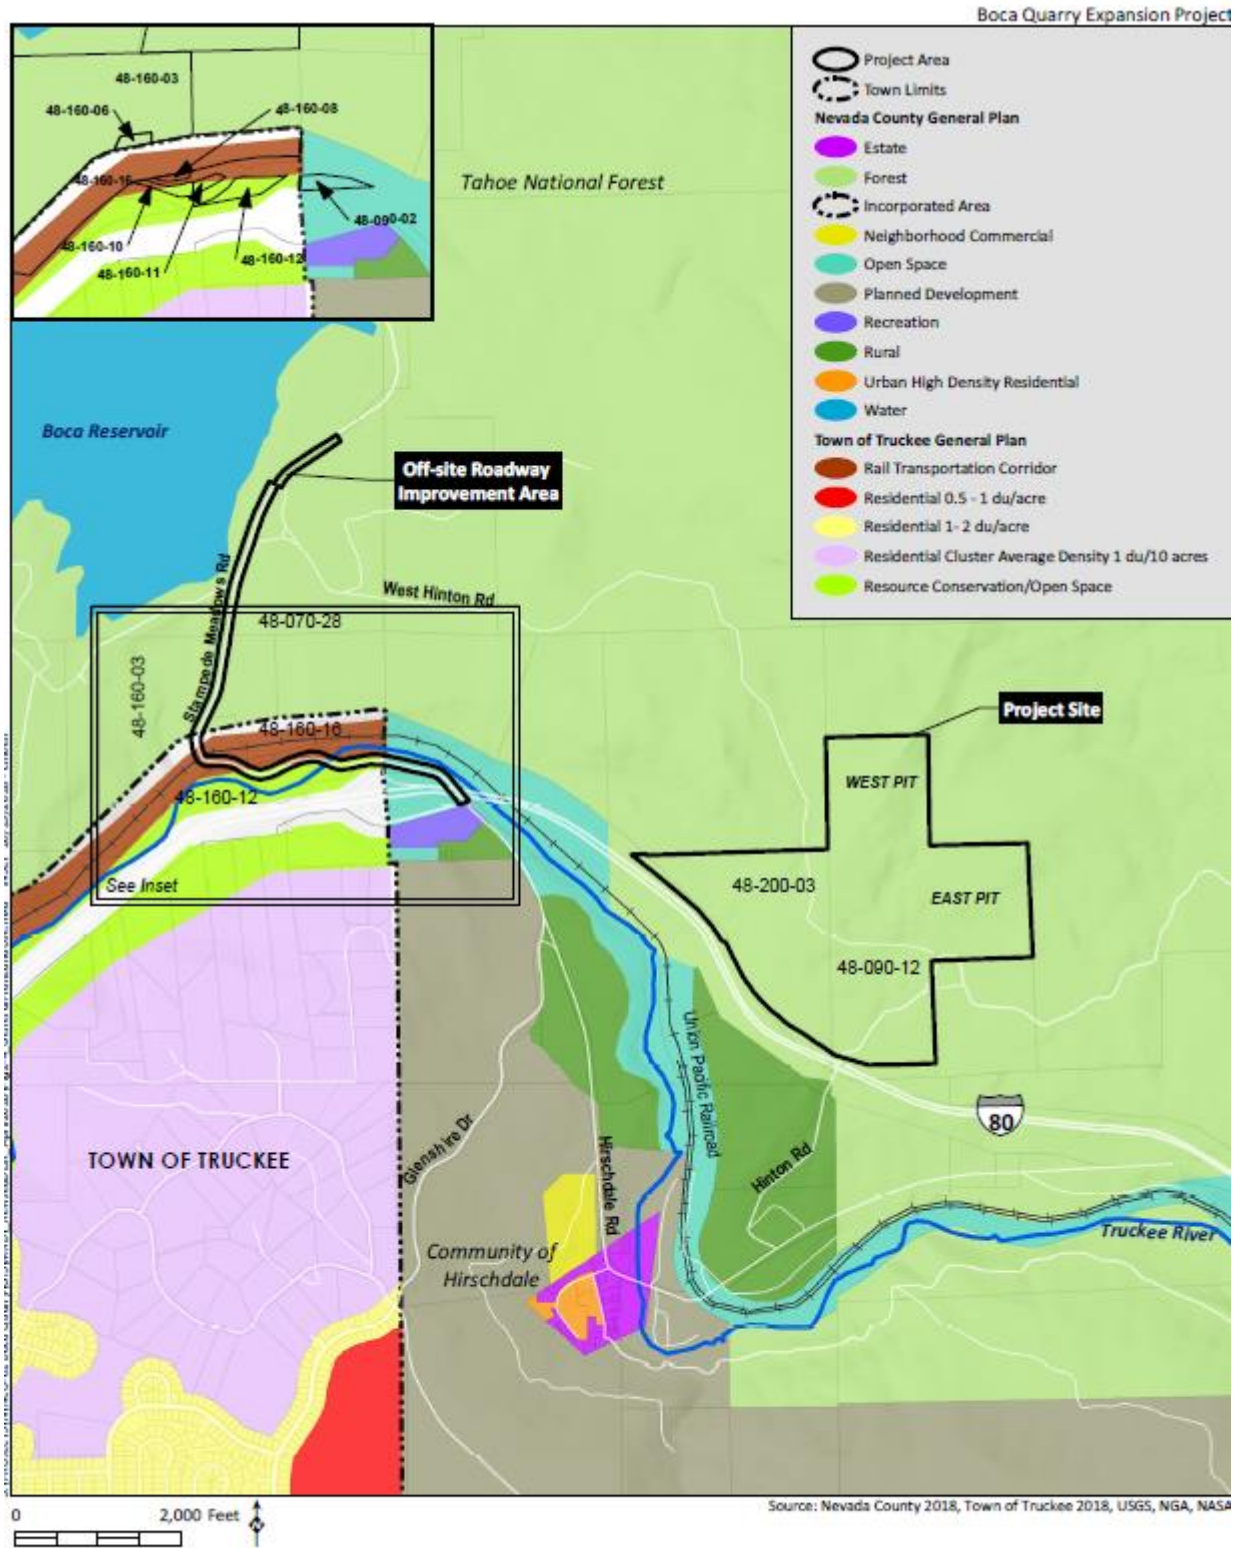 Boca Quarry Expansion Project
48-160-03
48-160-06
48-160-08
48-160-16
48-090-02
48-160-10
48-160-11
48-160-12
Tahoe National Forest
Project Area
Town Limits
Nevada County General Plan
Estate
Forest
Incorporated Area
Neighborhood Commercial
Open Space
Planned Development
Recreation
Rural
Urban High Density Residential
Water
Town of Truckee General Plan
Rail Transportation Corridor
Residential 0.5 - 1 du/acre
Residential 1- 2 du/acre
Residential Cluster Average Density 1 du/10 acres
Resource Conservation/Open Space
Boca Reservoir
Off-site Roadway
Improvement Area
Stampede Meadows Rd
West Hinton Rd
48-070-28
48-160-03
48-160-16
48-160-12
See Inset
Project Site
WEST PIT
48-200-03
EAST PIT
48-090-12
Union Pacific Railroad
80
TOWN OF TRUCKEE
Glenshire Dr
Hirschdale Rd
Hinton Rd
Community of
Hirschdale
Truckee River
0
2,000 Feet
N
Source: Nevada County 2018, Town of Truckee 2018, USGS, NGA, NASA